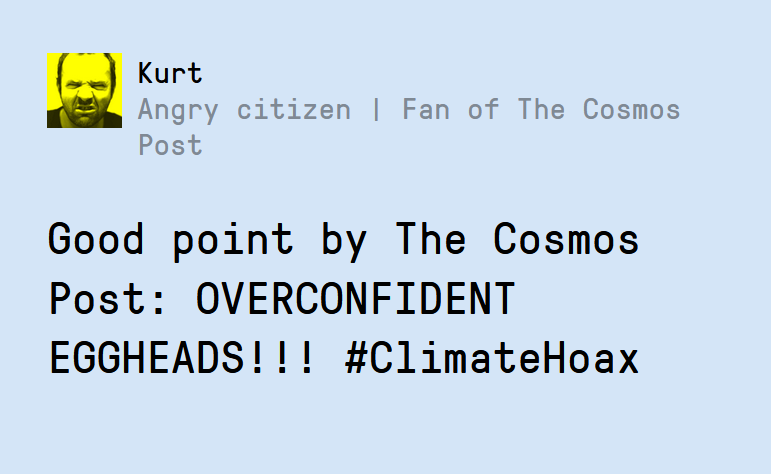 Kurt
Angry citizen | Fan of The Cosmos
Post
Good point by The Cosmos
Post: OVERCONFIDENT
EGGHEADS!!! #ClimateHoax